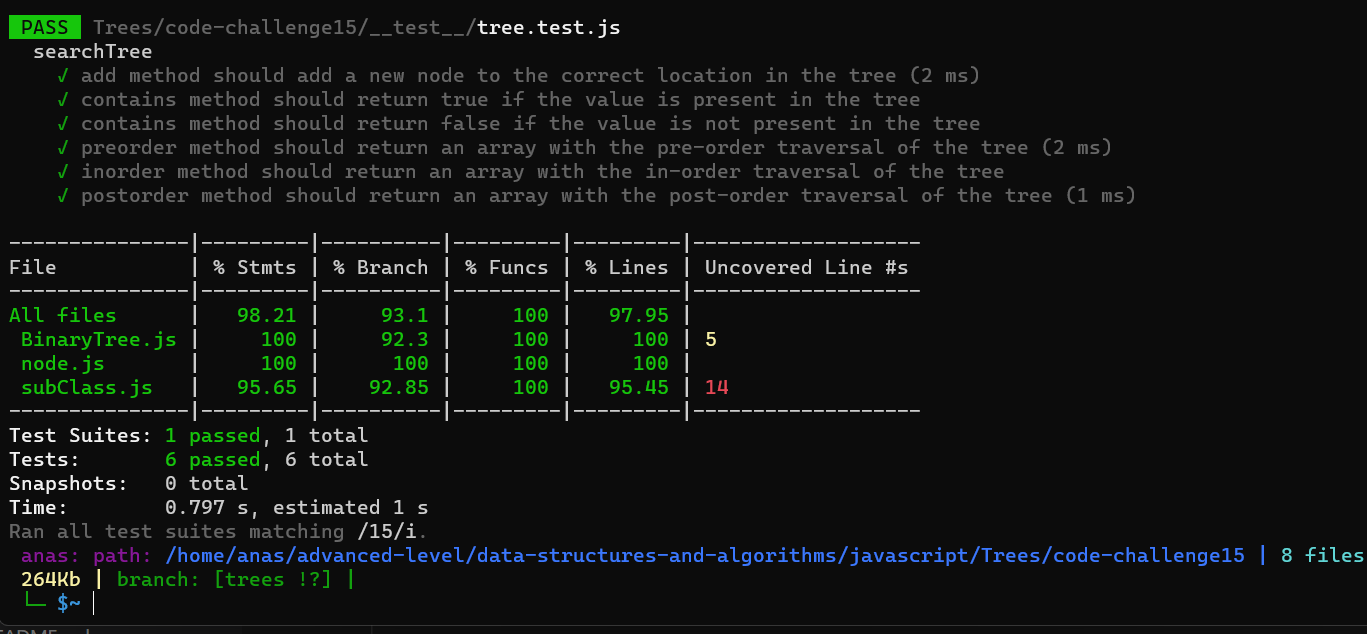 PASS Trees/code-challenge15/__test__/tree.test.js
searchTree
√ add method should add a new node to the correct location in the tree (2 ms)
√ contains method should return true if the value is present in the tree
√ contains method should return false if the value is not present in the tree
√ preorder method should return an array with the pre-order traversal of the tree (2 ms)
√ inorder method should return an array with the in-order traversal of the tree
√ postorder method should return an array with the post-order traversal of the tree (1 ms)
---------------|---------|----------|---------|---------|-------------------
File | % Stmts | % Branch | % Funcs | % Lines | Uncovered Line #s
---------------|---------|----------|---------|---------|-------------------
All files | 98.21 | 93.1 | 100 | 97.95 |
BinaryTree.js | 100 | 92.3 | 100 | 100 | 5
node.js | 100 | 100 | 100 | 100 |
subClass.js | 95.65 | 92.85 | 100 | 95.45 | 14
---------------|---------|----------|---------|---------|-------------------
Test Suites: 1 passed, 1 total
Tests: 6 passed, 6 total
Snapshots: 0 total
Time: 0.797 s, estimated 1 s
Ran all test suites matching /15/i.
anas: path: /home/anas/advanced-level/data-structures-and-algorithms/javascript/Trees/code-challenge15 | 8 files
264Kb | branch: [trees !?] |
└─ $~